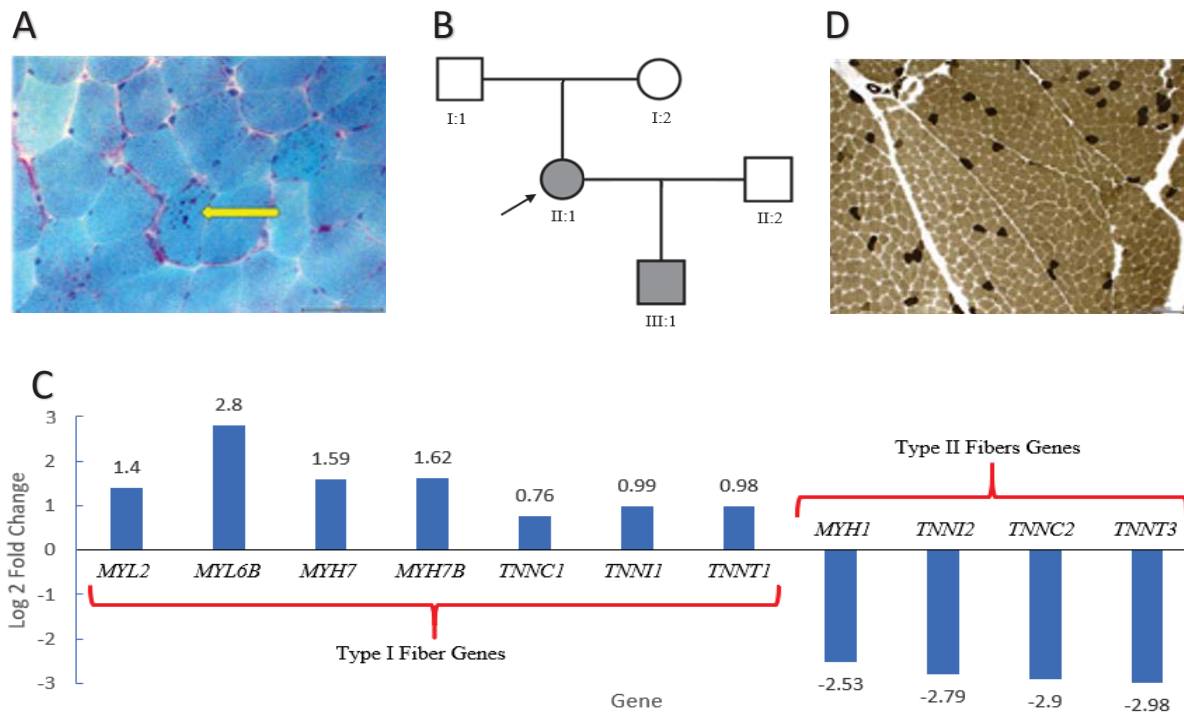 A
B
D
I:1
I:2
II:1
II:2
III:1
C
Log 2 Fold Change
3
2
1
0
-1
-2
-3
1.4
2.8
1.59
1.62
0.76
0.99
0.98
Type II Fibers Genes
MYH1
TNNI2
TNNC2
TNNT3
MYL2
MYL6B
MYH7
MYH7B
TNNC1
TNNI1
TNNT1
Type I Fiber Genes
-2.53
-2.79
-2.9
-2.98
Gene